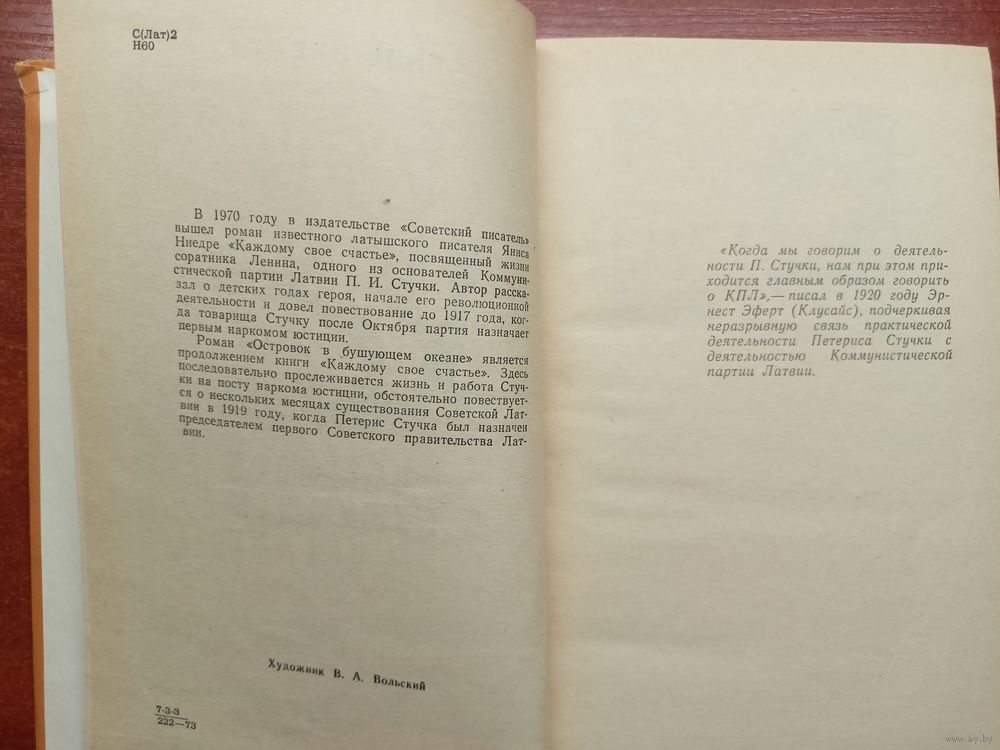 С(Лат)2
Н60
В 1970 году в издательстве «Советский писатель»
вышел роман известного латышского писателя Яниса
Ниедре «Каждому свое счастье», посвященный жизни
соратника Ленина, одного из основателей Коммуни-
стической партии Латвии П. И. Стучки. Автор расска-
зал о детских годах героя, начале его революционной
деятельности и довел повествование до 1917 года, ког-
да товарища Стучку после Октября партия назначает
первым наркомом юстиции.
Роман «Островок в бушующем океане» является
продолжением книги «Каждому свое счастье». Здесь
последовательно прослеживается жизнь и работа Стуч-
ки на посту наркома юстиции, обстоятельно повествует-
ся о нескольких месяцах существования Советской Лат-
вии в 1919 году, когда Петерис Стучка был назначен
председателем первого Советского правительства Лат-
вии.
Художник В. А. Вольский
7-3-3
222—73
«Когда мы говорим о деятель-
ности П. Стучки, нам при этом при-
ходится главным образом говорить
о КПЛ»,— писал в 1920 году Эр-
нест Эферт (Клусайс), подчеркивая
неразрывную связь практической
деятельности Петериса Стучки с
деятельностью Коммунистической
партии Латвии.
www.ay.by